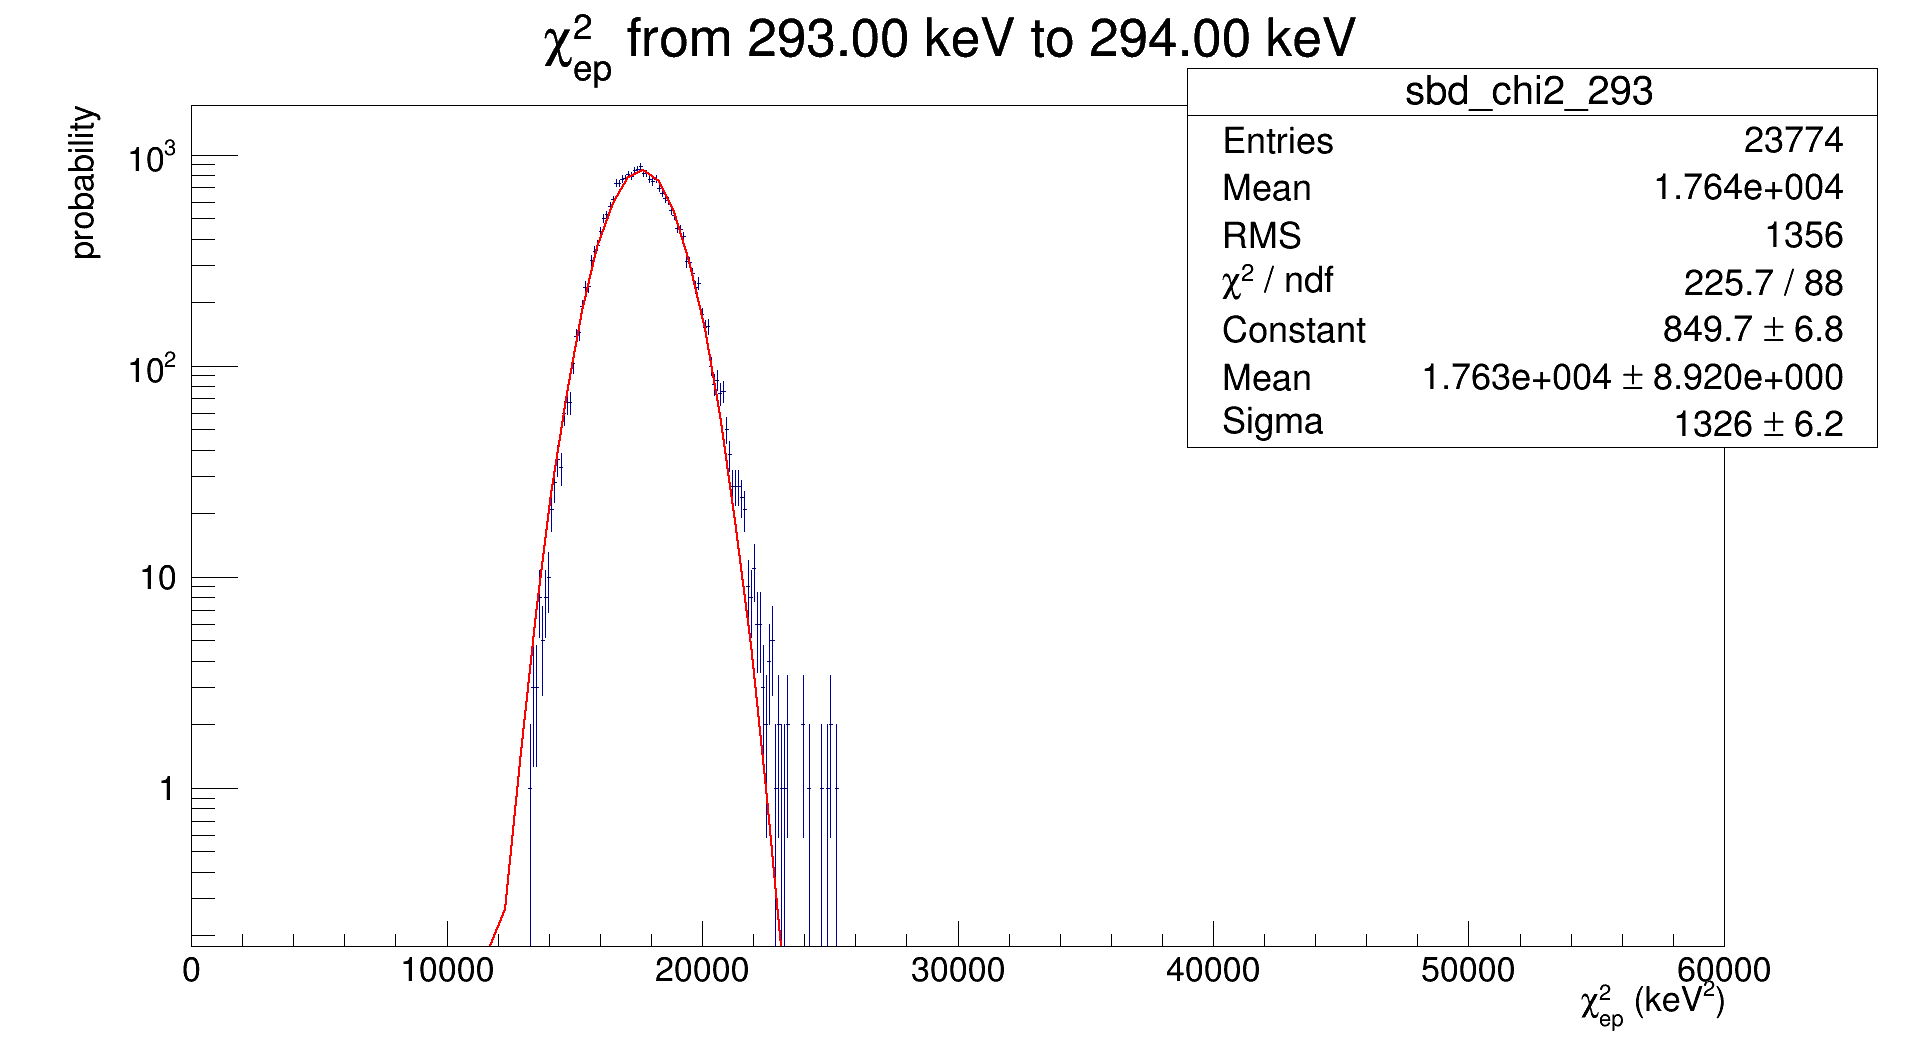 χ²ep from 293.00 keV to 294.00 keV
sbd_chi2_293
Entries 23774
Mean 1.764e+004
RMS 1356
χ² / ndf 225.7 / 88
Constant 849.7 ± 6.8
Mean 1.763e+004 ± 8.920e+000
Sigma 1326 ± 6.2
probability
10³
10²
10
1
0 10000 20000 30000 40000 50000 60000
χ²ep (keV²)